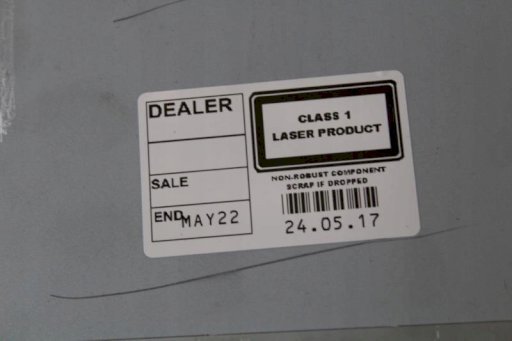 DEALER
SALE
END MAY22
CLASS 1
LASER PRODUCT
NON-ROBUST COMPONENT
SCRAP IF DROPPED
24.05.17